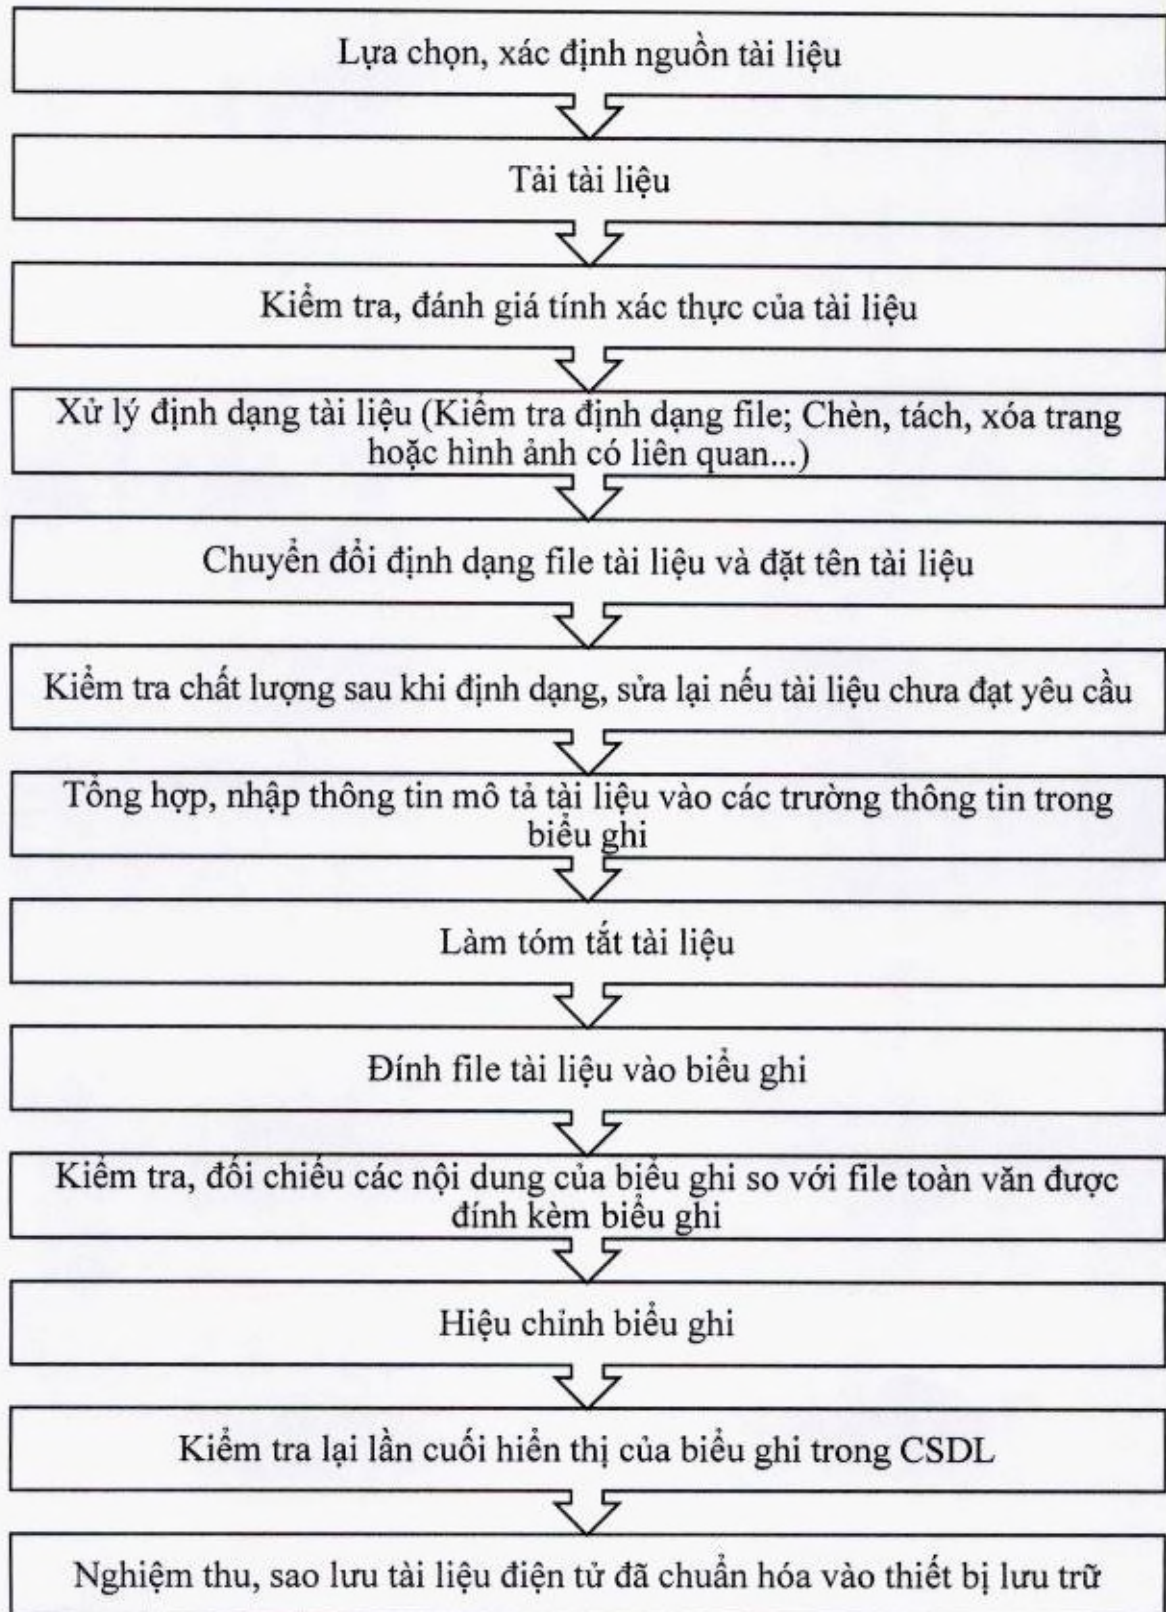 Lựa chọn, xác định nguồn tài liệu
Tải tài liệu
Kiểm tra, đánh giá tính xác thực của tài liệu
Xử lý định dạng tài liệu (Kiểm tra định dạng file; Chèn, tách, xóa trang
hoặc hình ảnh có liên quan...)
Chuyển đổi định dạng file tài liệu và đặt tên tài liệu
Kiểm tra chất lượng sau khi định dạng, sửa lại nếu tài liệu chưa đạt yêu cầu
Tổng hợp, nhập thông tin mô tả tài liệu vào các trường thông tin trong
biểu ghi
Làm tóm tắt tài liệu
Đính file tài liệu vào biểu ghi
Kiểm tra, đối chiếu các nội dung của biểu ghi so với file toàn văn được
đính kèm biểu ghi
Hiệu chỉnh biểu ghi
Kiểm tra lại lần cuối hiển thị của biểu ghi trong CSDL
Nghiệm thu, sao lưu tài liệu điện tử đã chuẩn hóa vào thiết bị lưu trữ